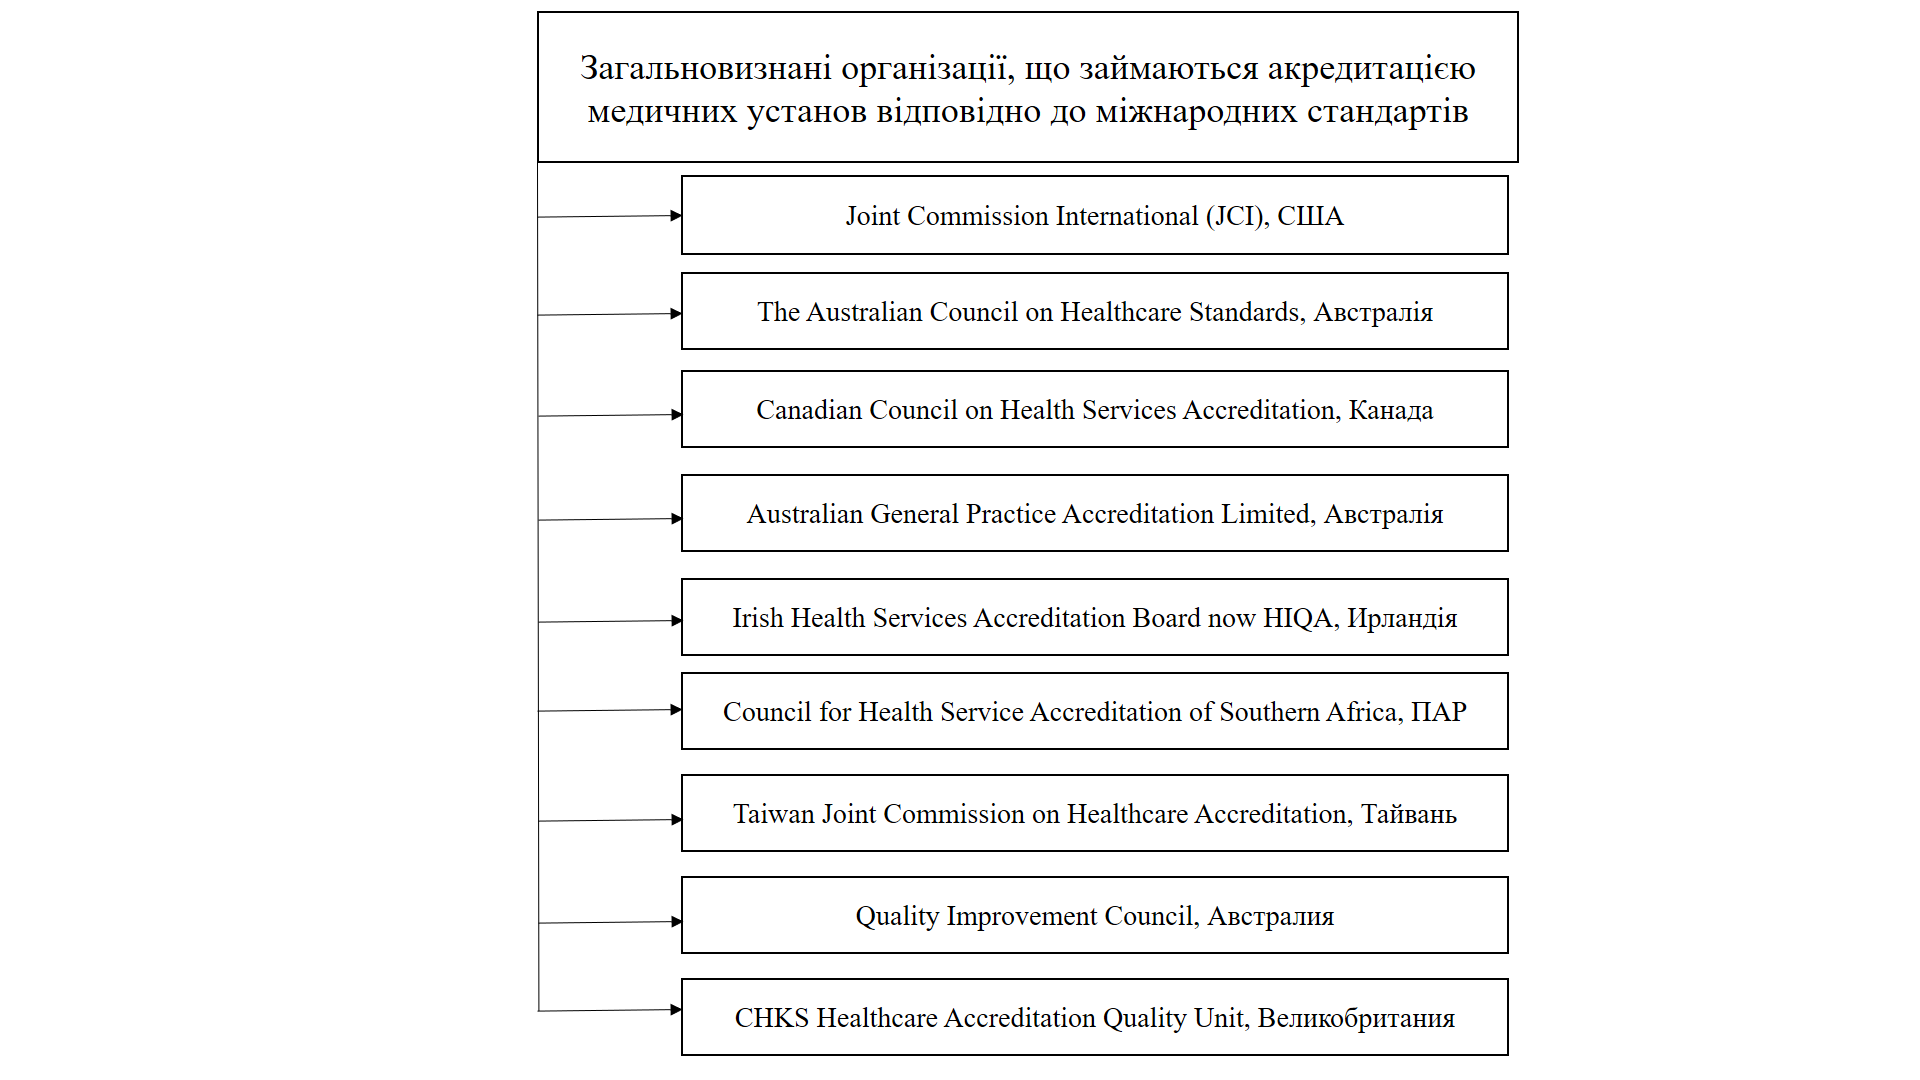 Загальновизнані організації, що займаються акредитацією
медичних установ відповідно до міжнародних стандартів
Joint Commission International (JCI), США
The Australian Council on Healthcare Standards, Австралія
Canadian Council on Health Services Accreditation, Канада
Australian General Practice Accreditation Limited, Австралія
Irish Health Services Accreditation Board now HIQA, Ирландія
Council for Health Service Accreditation of Southern Africa, ПАР
Taiwan Joint Commission on Healthcare Accreditation, Тайвань
Quality Improvement Council, Австралия
CHKS Healthcare Accreditation Quality Unit, Великобритания